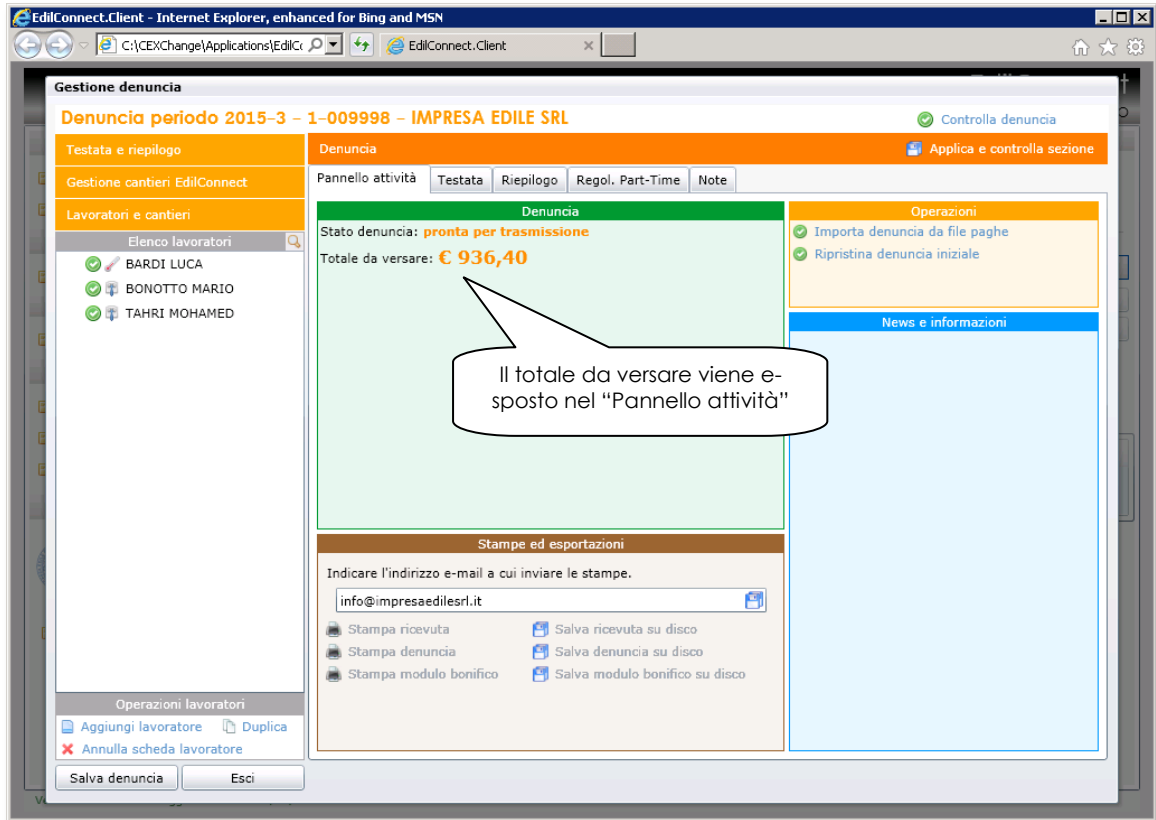 EdilConnect.Client - Internet Explorer, enhanced for Bing and MSN
C:\CEXChange\Applications\EdilCo
EdilConnect.Client
Gestione denuncia
Denuncia periodo 2015-3 - 1-009998 - IMPRESA EDILE SRL
Controlla denuncia
Testata e riepilogo
Gestione cantieri EdilConnect
Lavoratori e cantieri
Elenco lavoratori
BARDI LUCA
BONOTTO MARIO
TAHRI MOHAMED
Operazioni lavoratori
Aggiungi lavoratore Duplica
Annulla scheda lavoratore
Salva denuncia Esci
Denuncia
Applica e controlla sezione
Pannello attività Testata Riepilogo Regol. Part-Time Note
Denuncia
Stato denuncia: pronta per trasmissione
Totale da versare: € 936,40
Il totale da versare viene e-
sposto nel “Pannello attività”
Stampe ed esportazioni
Indicare l'indirizzo e-mail a cui inviare le stampe.
info@impresaedilesrl.it
Stampa ricevuta Salva ricevuta su disco
Stampa denuncia Salva denuncia su disco
Stampa modulo bonifico Salva modulo bonifico su disco
Operazioni
Importa denuncia da file paghe
Ripristina denuncia iniziale
News e informazioni